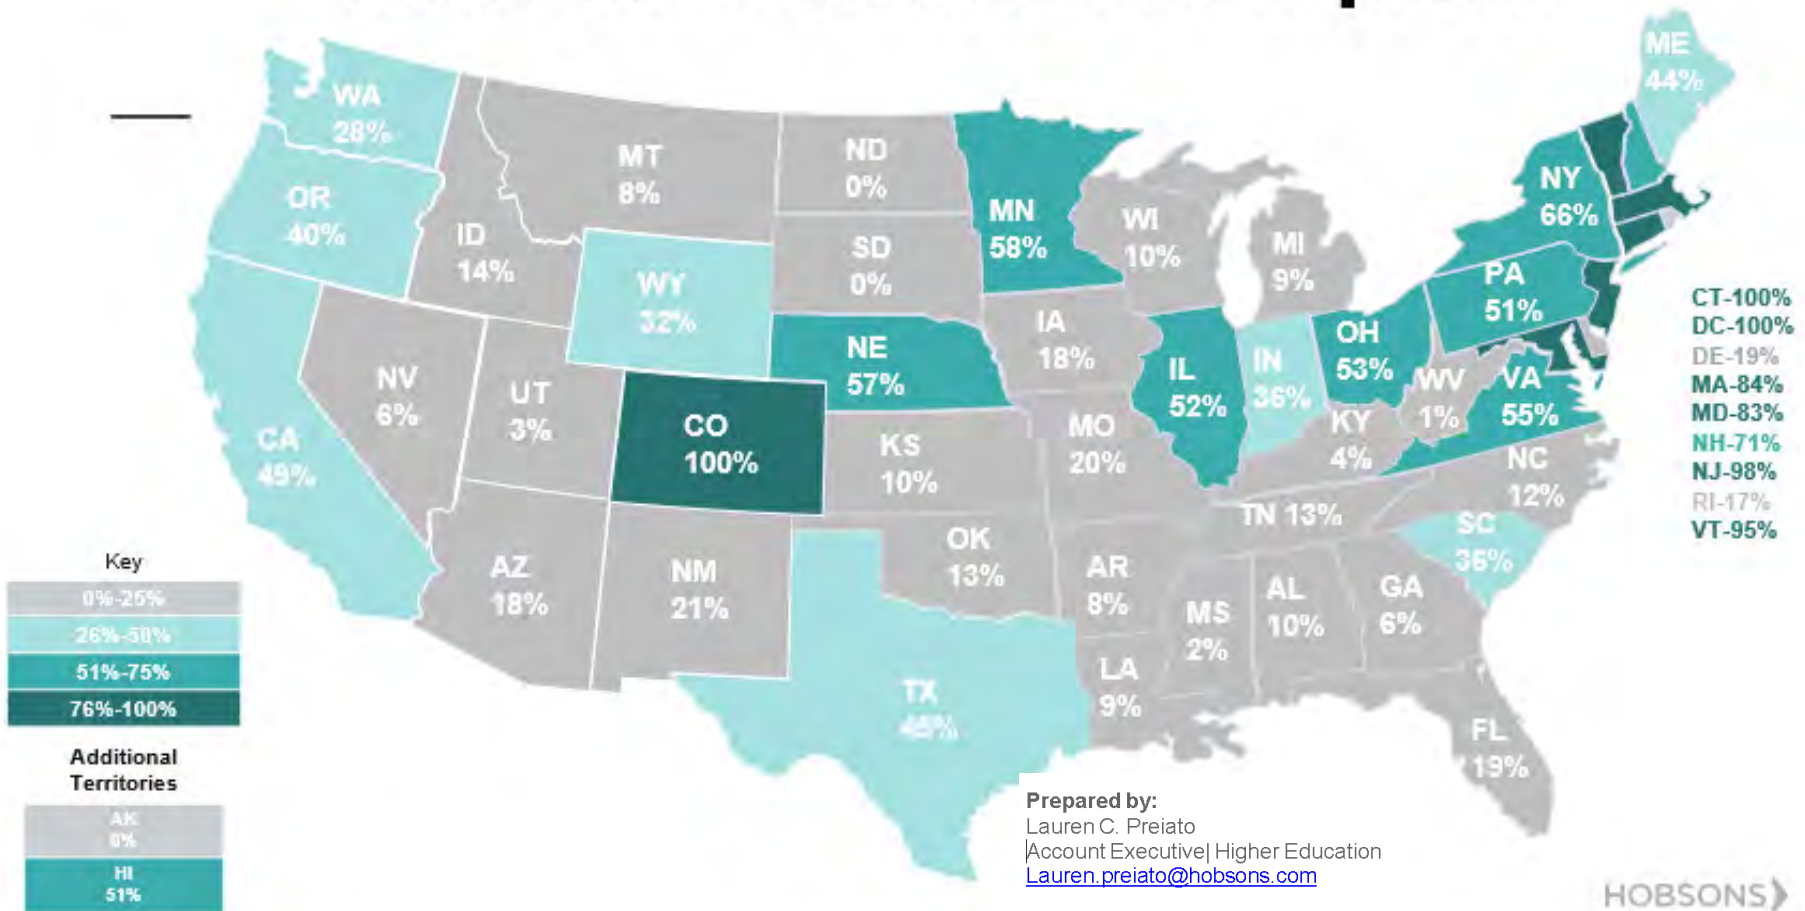 ME
44%
WA
28%
MT
8%
ND
0%
NY
66%
OR
40%
ID
14%
MN
58%
WI
10%
MI
9%
SD
0%
WY
32%
PA
51%
CT-100%
DC-100%
DE-19%
MA-84%
MD-83%
NH-71%
NJ-98%
RI-17%
VT-95%
IA
18%
NE
57%
OH
53%
IL
52%
IN
36%
WV
1%
VA
55%
NV
6%
UT
3%
CO
100%
KS
10%
MO
20%
KY
4%
CA
49%
NC
12%
TN 13%
SC
36%
OK
13%
AR
8%
AZ
18%
NM
21%
MS
2%
AL
10%
GA
6%
LA
9%
TX
FL
19%
Key
0%-25%
26%-50%
51%-75%
76%-100%
Additional
Territories
AK
0%
HI
51%
Prepared by:
Lauren C. Preiato
Account Executive| Higher Education
Lauren.preiato@hobsons.com
HOBSONS